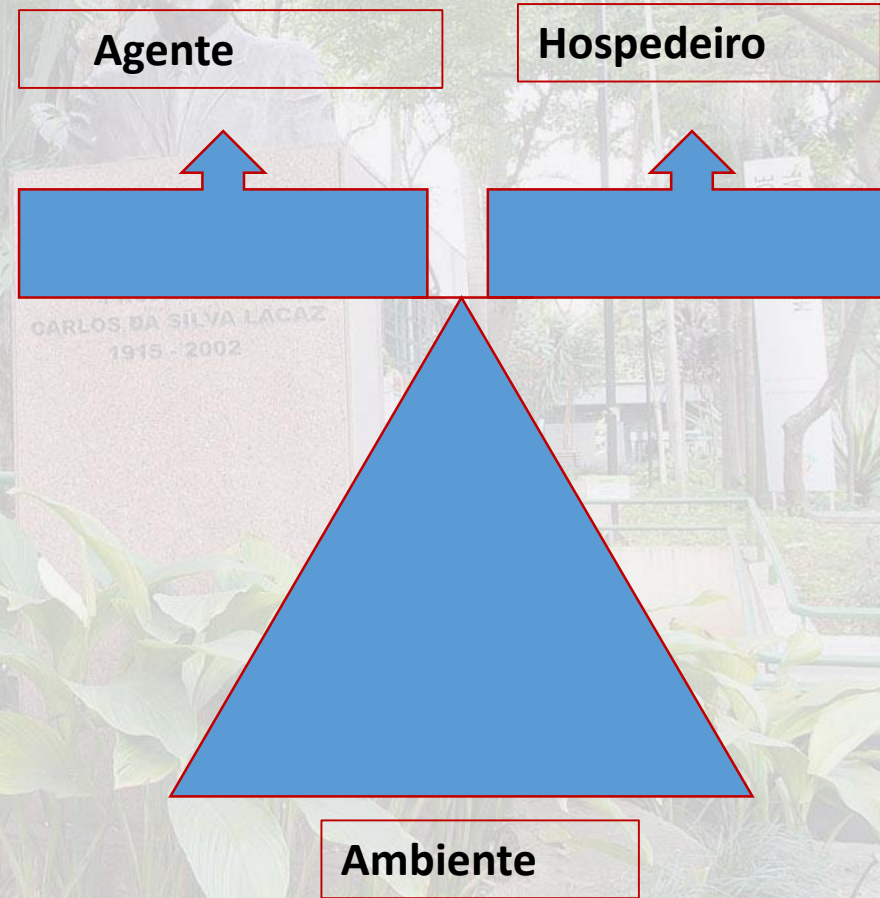 Agente
Hospedeiro
CARLOS DA SILVA LACAZ
1915 - 2002
Ambiente